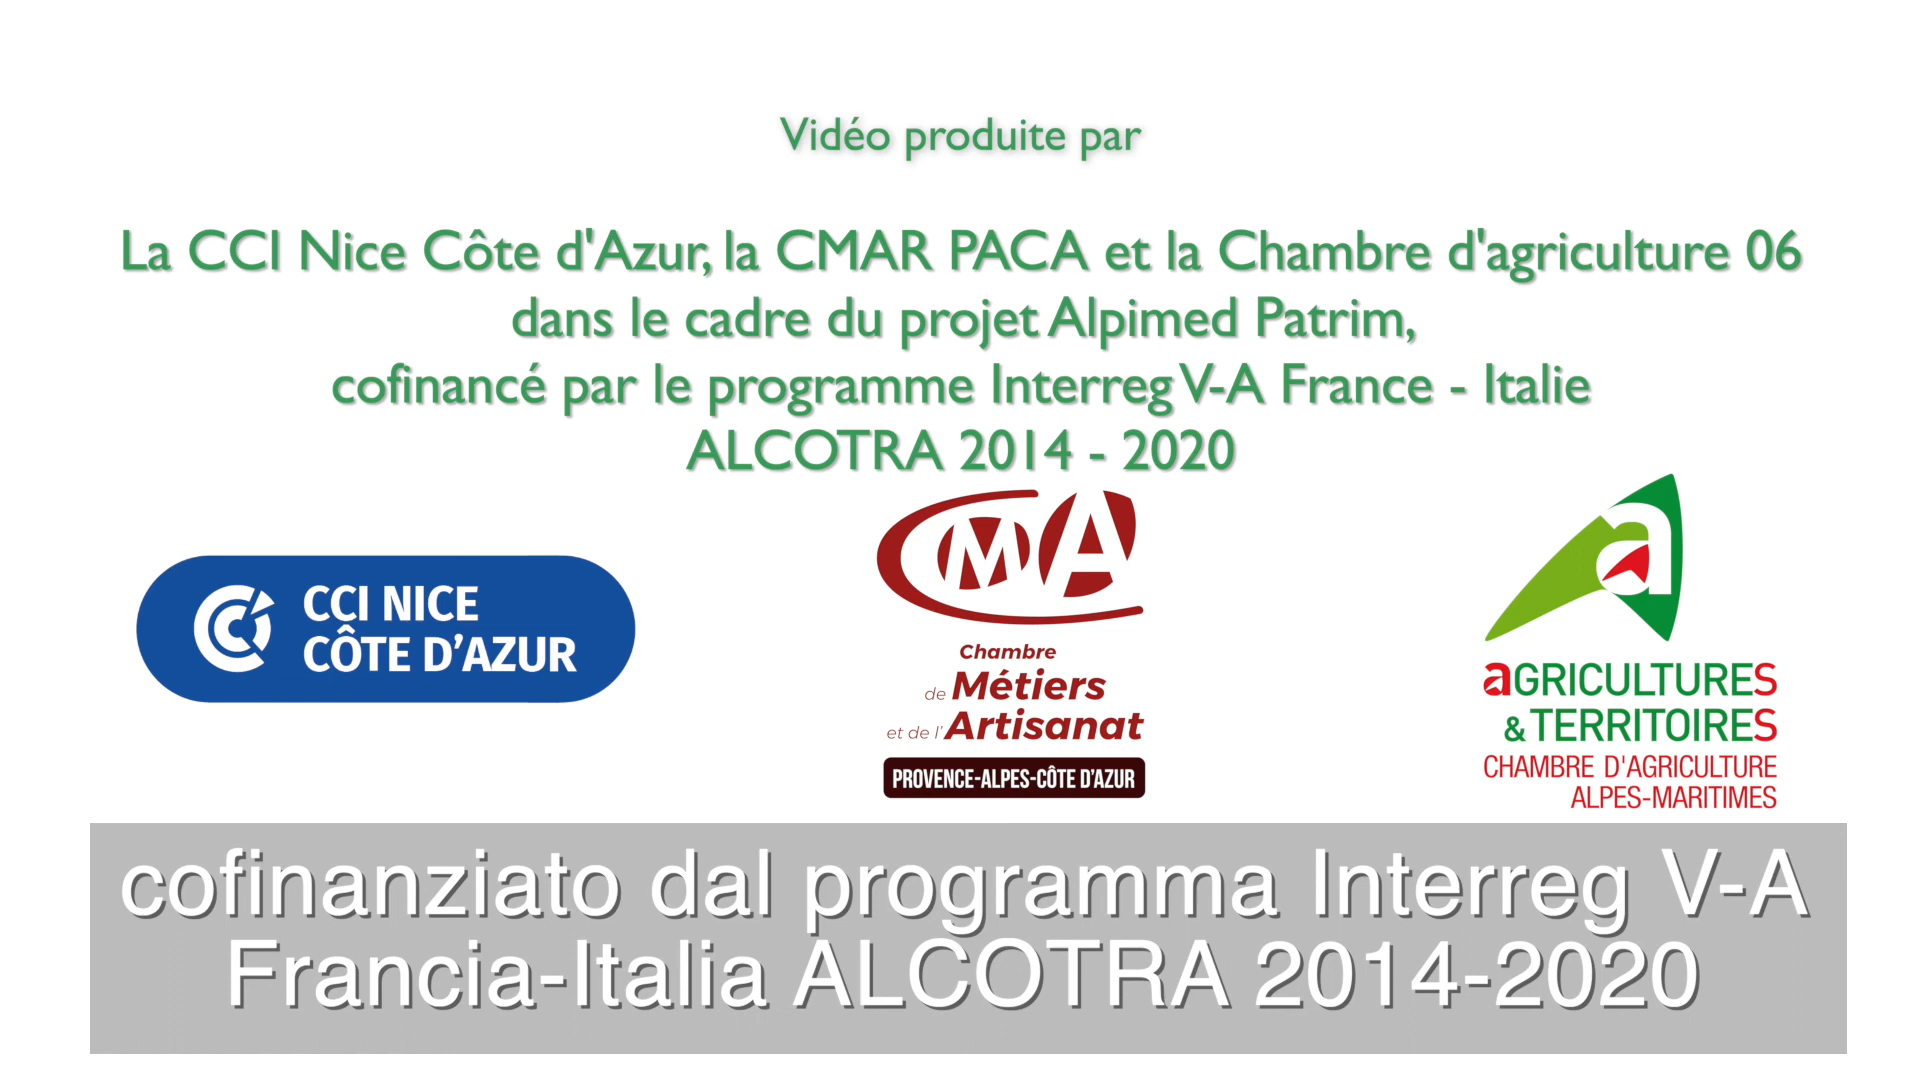 Vidéo produite par
La CCI Nice Côte d'Azur, la CMAR PACA et la Chambre d'agriculture 06
dans le cadre du projet Alpimed Patrim,
cofinancé par le programme Interreg V-A France - Italie
ALCOTRA 2014 - 2020
CCI NICE
CÔTE D'AZUR
CMA
Chambre
de Métiers
et de l'Artisanat
PROVENCE-ALPES-CÔTE D'AZUR
a
aGRICULTURES
& TERRITOIRES
CHAMBRE D'AGRICULTURE
ALPES-MARITIMES
cofinanziato dal programma Interreg V-A
Francia-Italia ALCOTRA 2014-2020